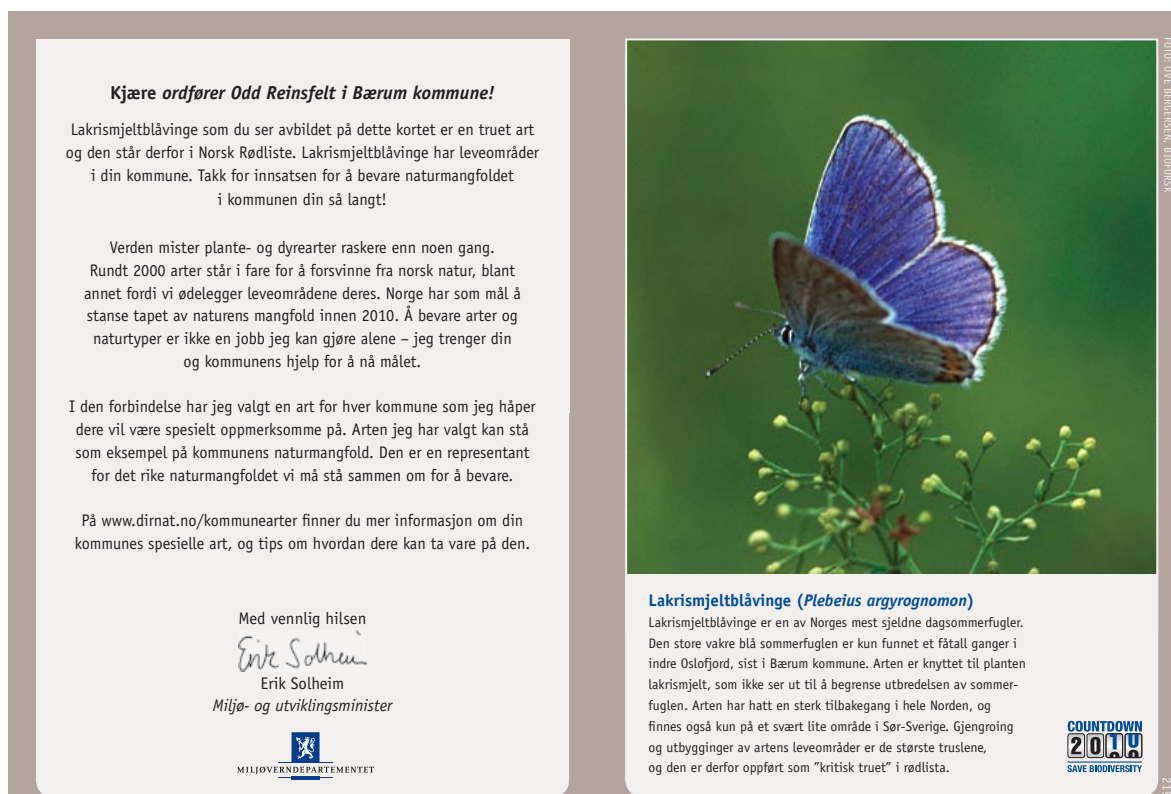 Kjære ordfører Odd Reinsfelt i Bærum kommune!
Lakrismjeltblåvinge som du ser avbildet på dette kortet er en truet art
og den står derfor i Norsk Rødliste. Lakrismjeltblåvinge har leveområder
i din kommune. Takk for innsatsen for å bevare naturmangfoldet
i kommunen din så langt!
Verden mister plante- og dyrearter raskere enn noen gang.
Rundt 2000 arter står i fare for å forsvinne fra norsk natur, blant
annet fordi vi ødelegger leveområdene deres. Norge har som mål å
stanse tapet av naturens mangfold innen 2010. Å bevare arter og
naturtyper er ikke en jobb jeg kan gjøre alene – jeg trenger din
og kommunens hjelp for å nå målet.
I den forbindelse har jeg valgt en art for hver kommune som jeg håper
dere vil være spesielt oppmerksomme på. Arten jeg har valgt kan stå
som eksempel på kommunens naturmangfold. Den er en representant
for det rike naturmangfoldet vi må stå sammen om for å bevare.
På www.dirnat.no/kommunearter finner du mer informasjon om din
kommunes spesielle art, og tips om hvordan dere kan ta vare på den.
Med vennlig hilsen
Erik Solheim
Erik Solheim
Miljø- og utviklingsminister
MILJØVERNDEPARTEMENTET
FOTO: OVE BERGERSEN, BIOFORSK
Lakrismjeltblåvinge (Plebeius argyrognomon)
Lakrismjeltblåvinge er en av Norges mest sjeldne dagsommerfugler.
Den store vakre blå sommerfuglen er kun funnet et fåtall ganger i
indre Oslofjord, sist i Bærum kommune. Arten er knyttet til planten
lakrismjelt, som ikke ser ut til å begrense utbredelsen av sommer-
fuglen. Arten har hatt en sterk tilbakegang i hele Norden, og
finnes også kun på et svært lite område i Sør-Sverige. Gjengroing
og utbygginger av artens leveområder er de største truslene,
og den er derfor oppført som ”kritisk truet” i rødlista.
COUNTDOWN
2010
SAVE BIODIVERSITY